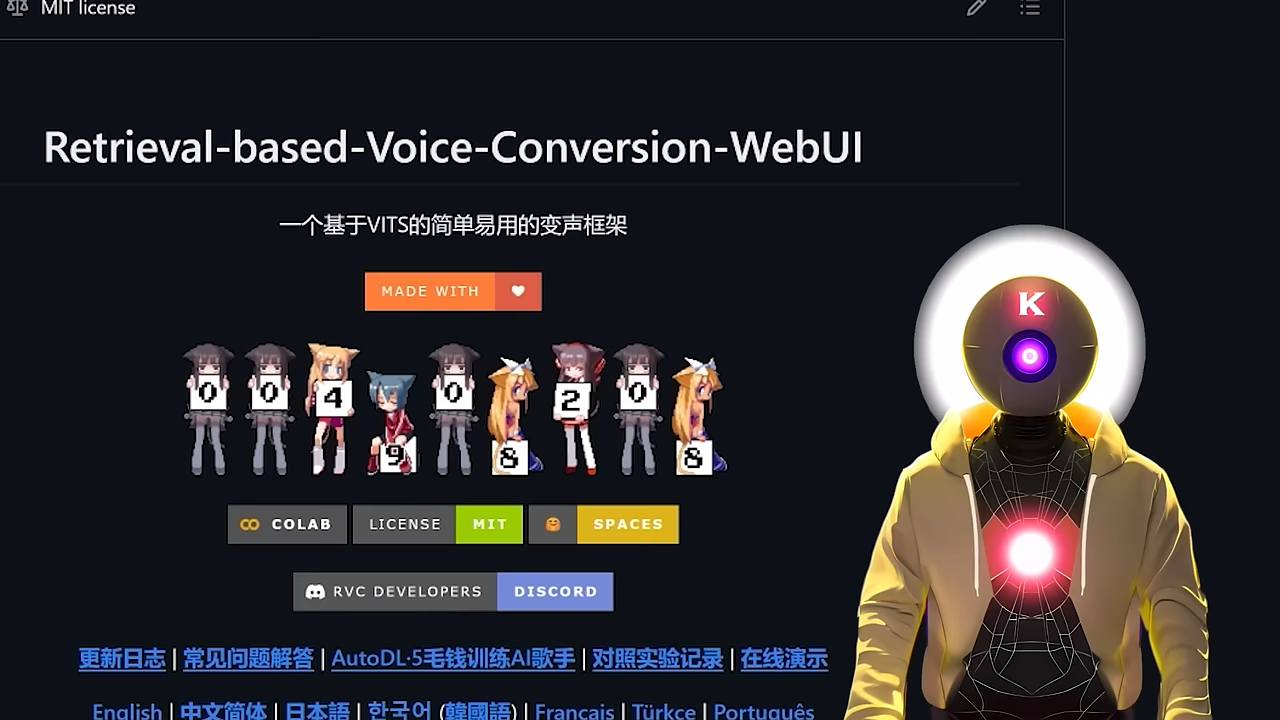 MIT license
Retrieval-based-Voice-Conversion-WebUI
一个基于VITS的简单易用的变声框架
MADE WITH
K
0 0 4 9 0 8 2 0 8
COLAB LICENSE MIT SPACES
RVC DEVELOPERS DISCORD
更新日志 | 常见问题解答 | AutoDL·5毛钱训练AI歌手 | 对照实验记录 | 在线演示
English | 中文简体 | 日本語 | 한국어 (韓國語) | Français | Türkçe | Português